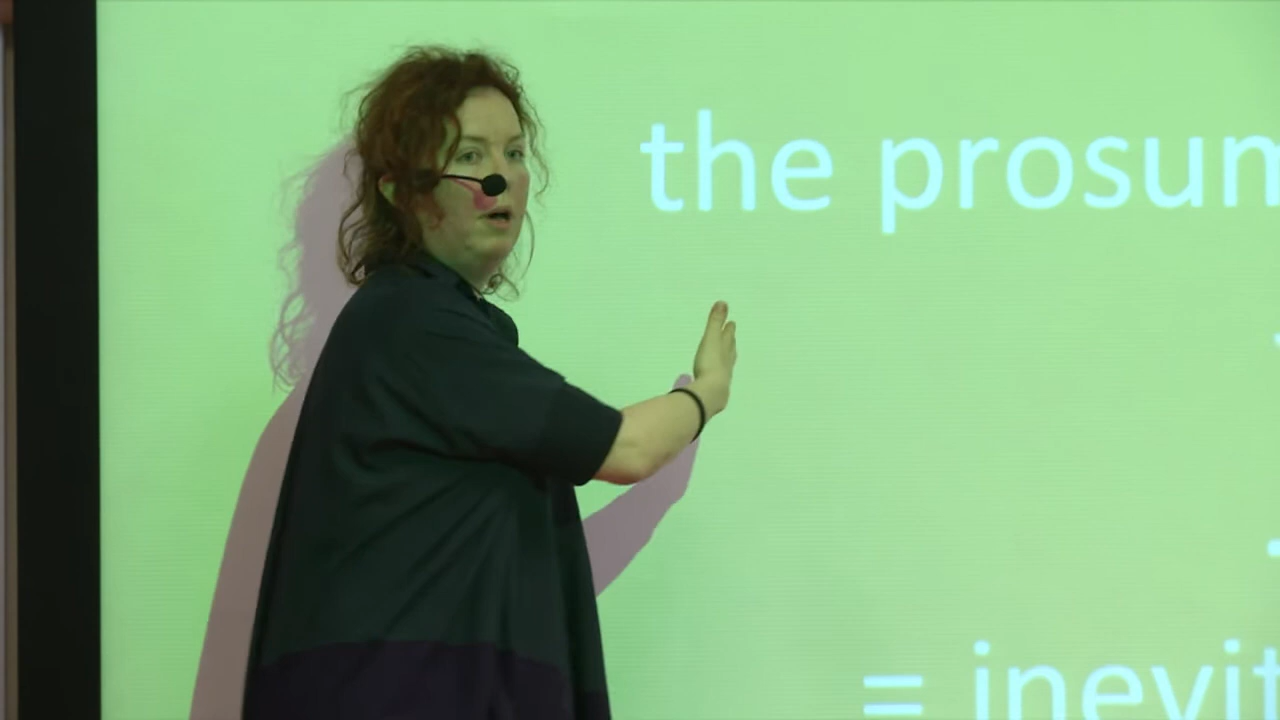 the prosum
= inevit